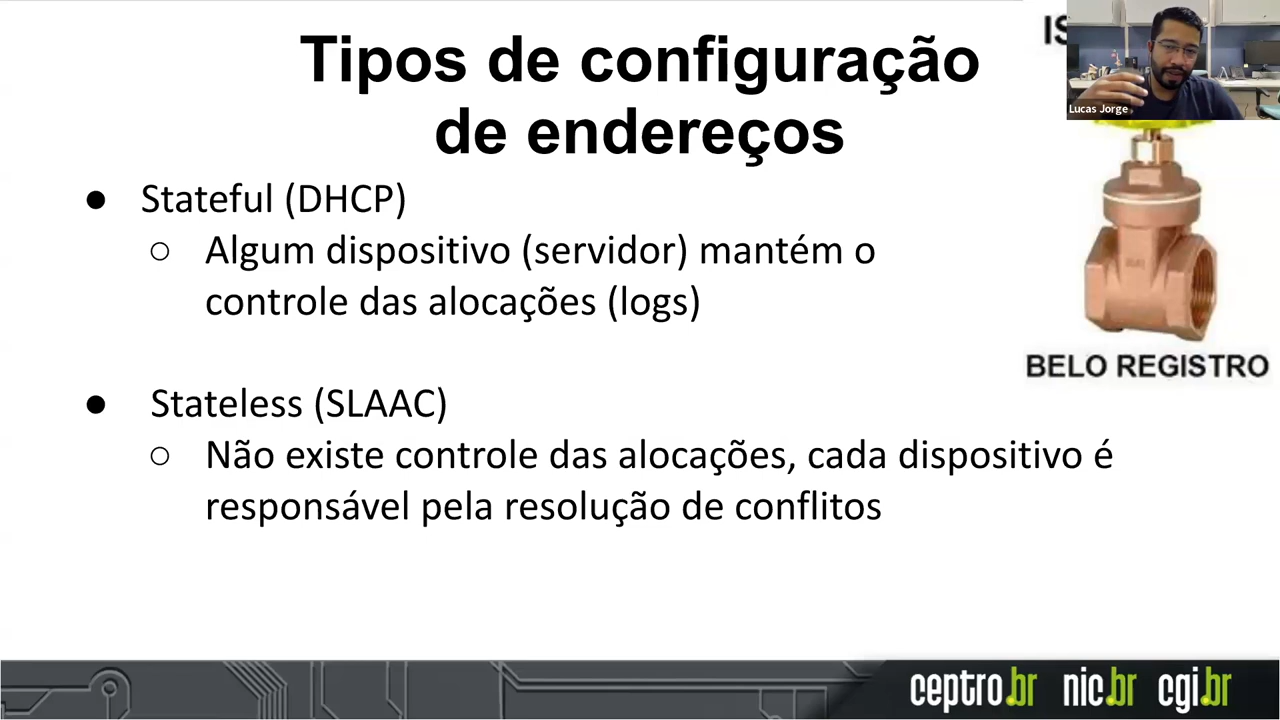 Tipos de configuração
de endereços
IS
Lucas Jorge
● Stateful (DHCP)
○ Algum dispositivo (servidor) mantém o
controle das alocações (logs)
BELO REGISTRO
● Stateless (SLAAC)
○ Não existe controle das alocações, cada dispositivo é
responsável pela resolução de conflitos
ceptro.br nic.br cgi.br